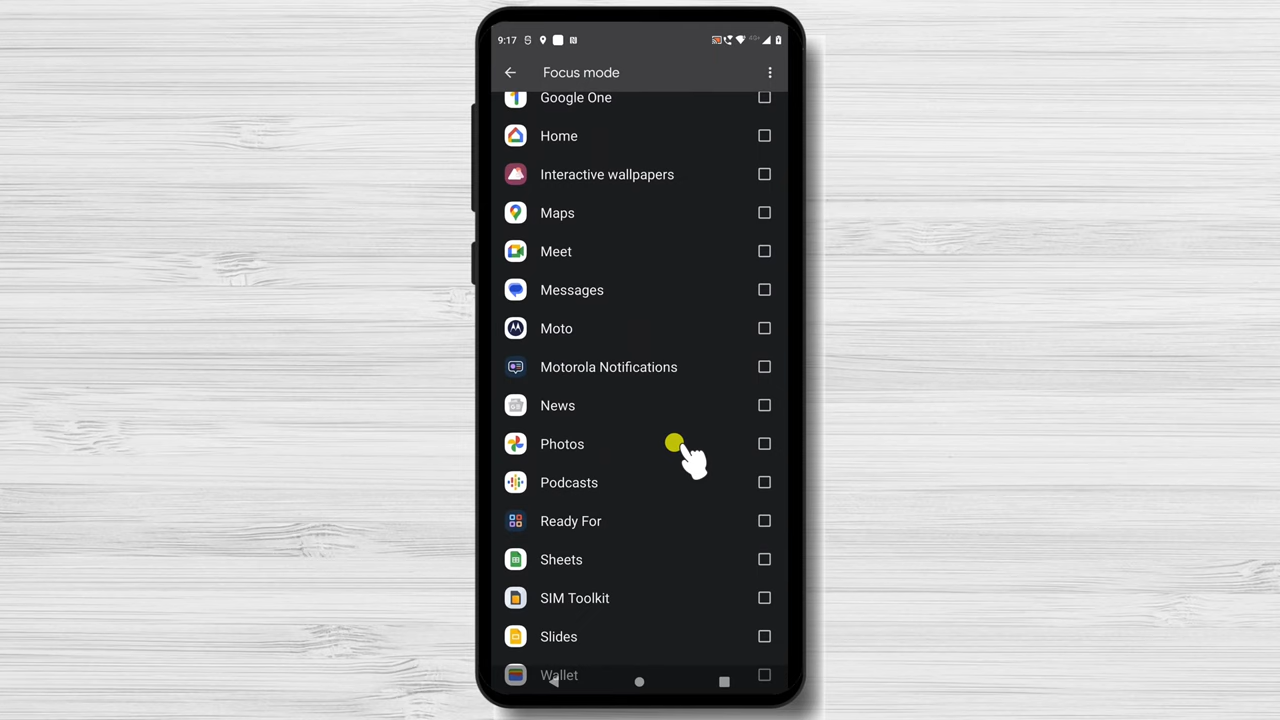 9:17
4G+
Focus mode
Google One
Home
Interactive wallpapers
Maps
Meet
Messages
Moto
Motorola Notifications
News
Photos
Podcasts
Ready For
Sheets
SIM Toolkit
Slides
Wallet